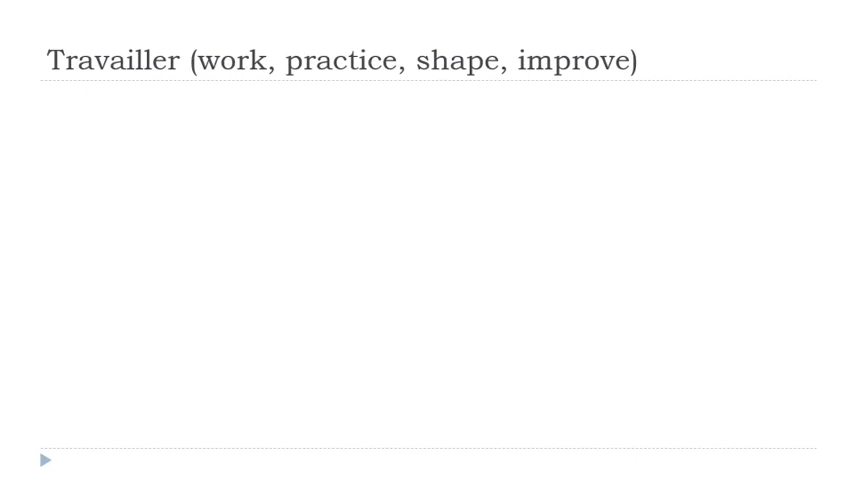 Travailler (work, practice, shape, improve)